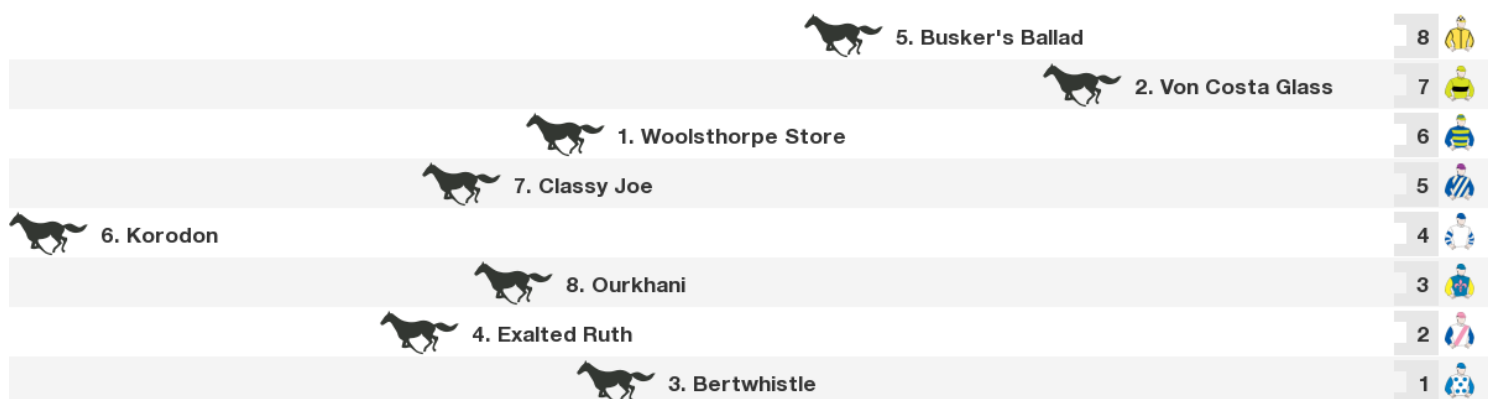 5. Busker's Ballad 8
2. Von Costa Glass 7
1. Woolsthorpe Store 6
7. Classy Joe 5
6. Korodon 4
8. Ourkhani 3
4. Exalted Ruth 2
3. Bertwhistle 1